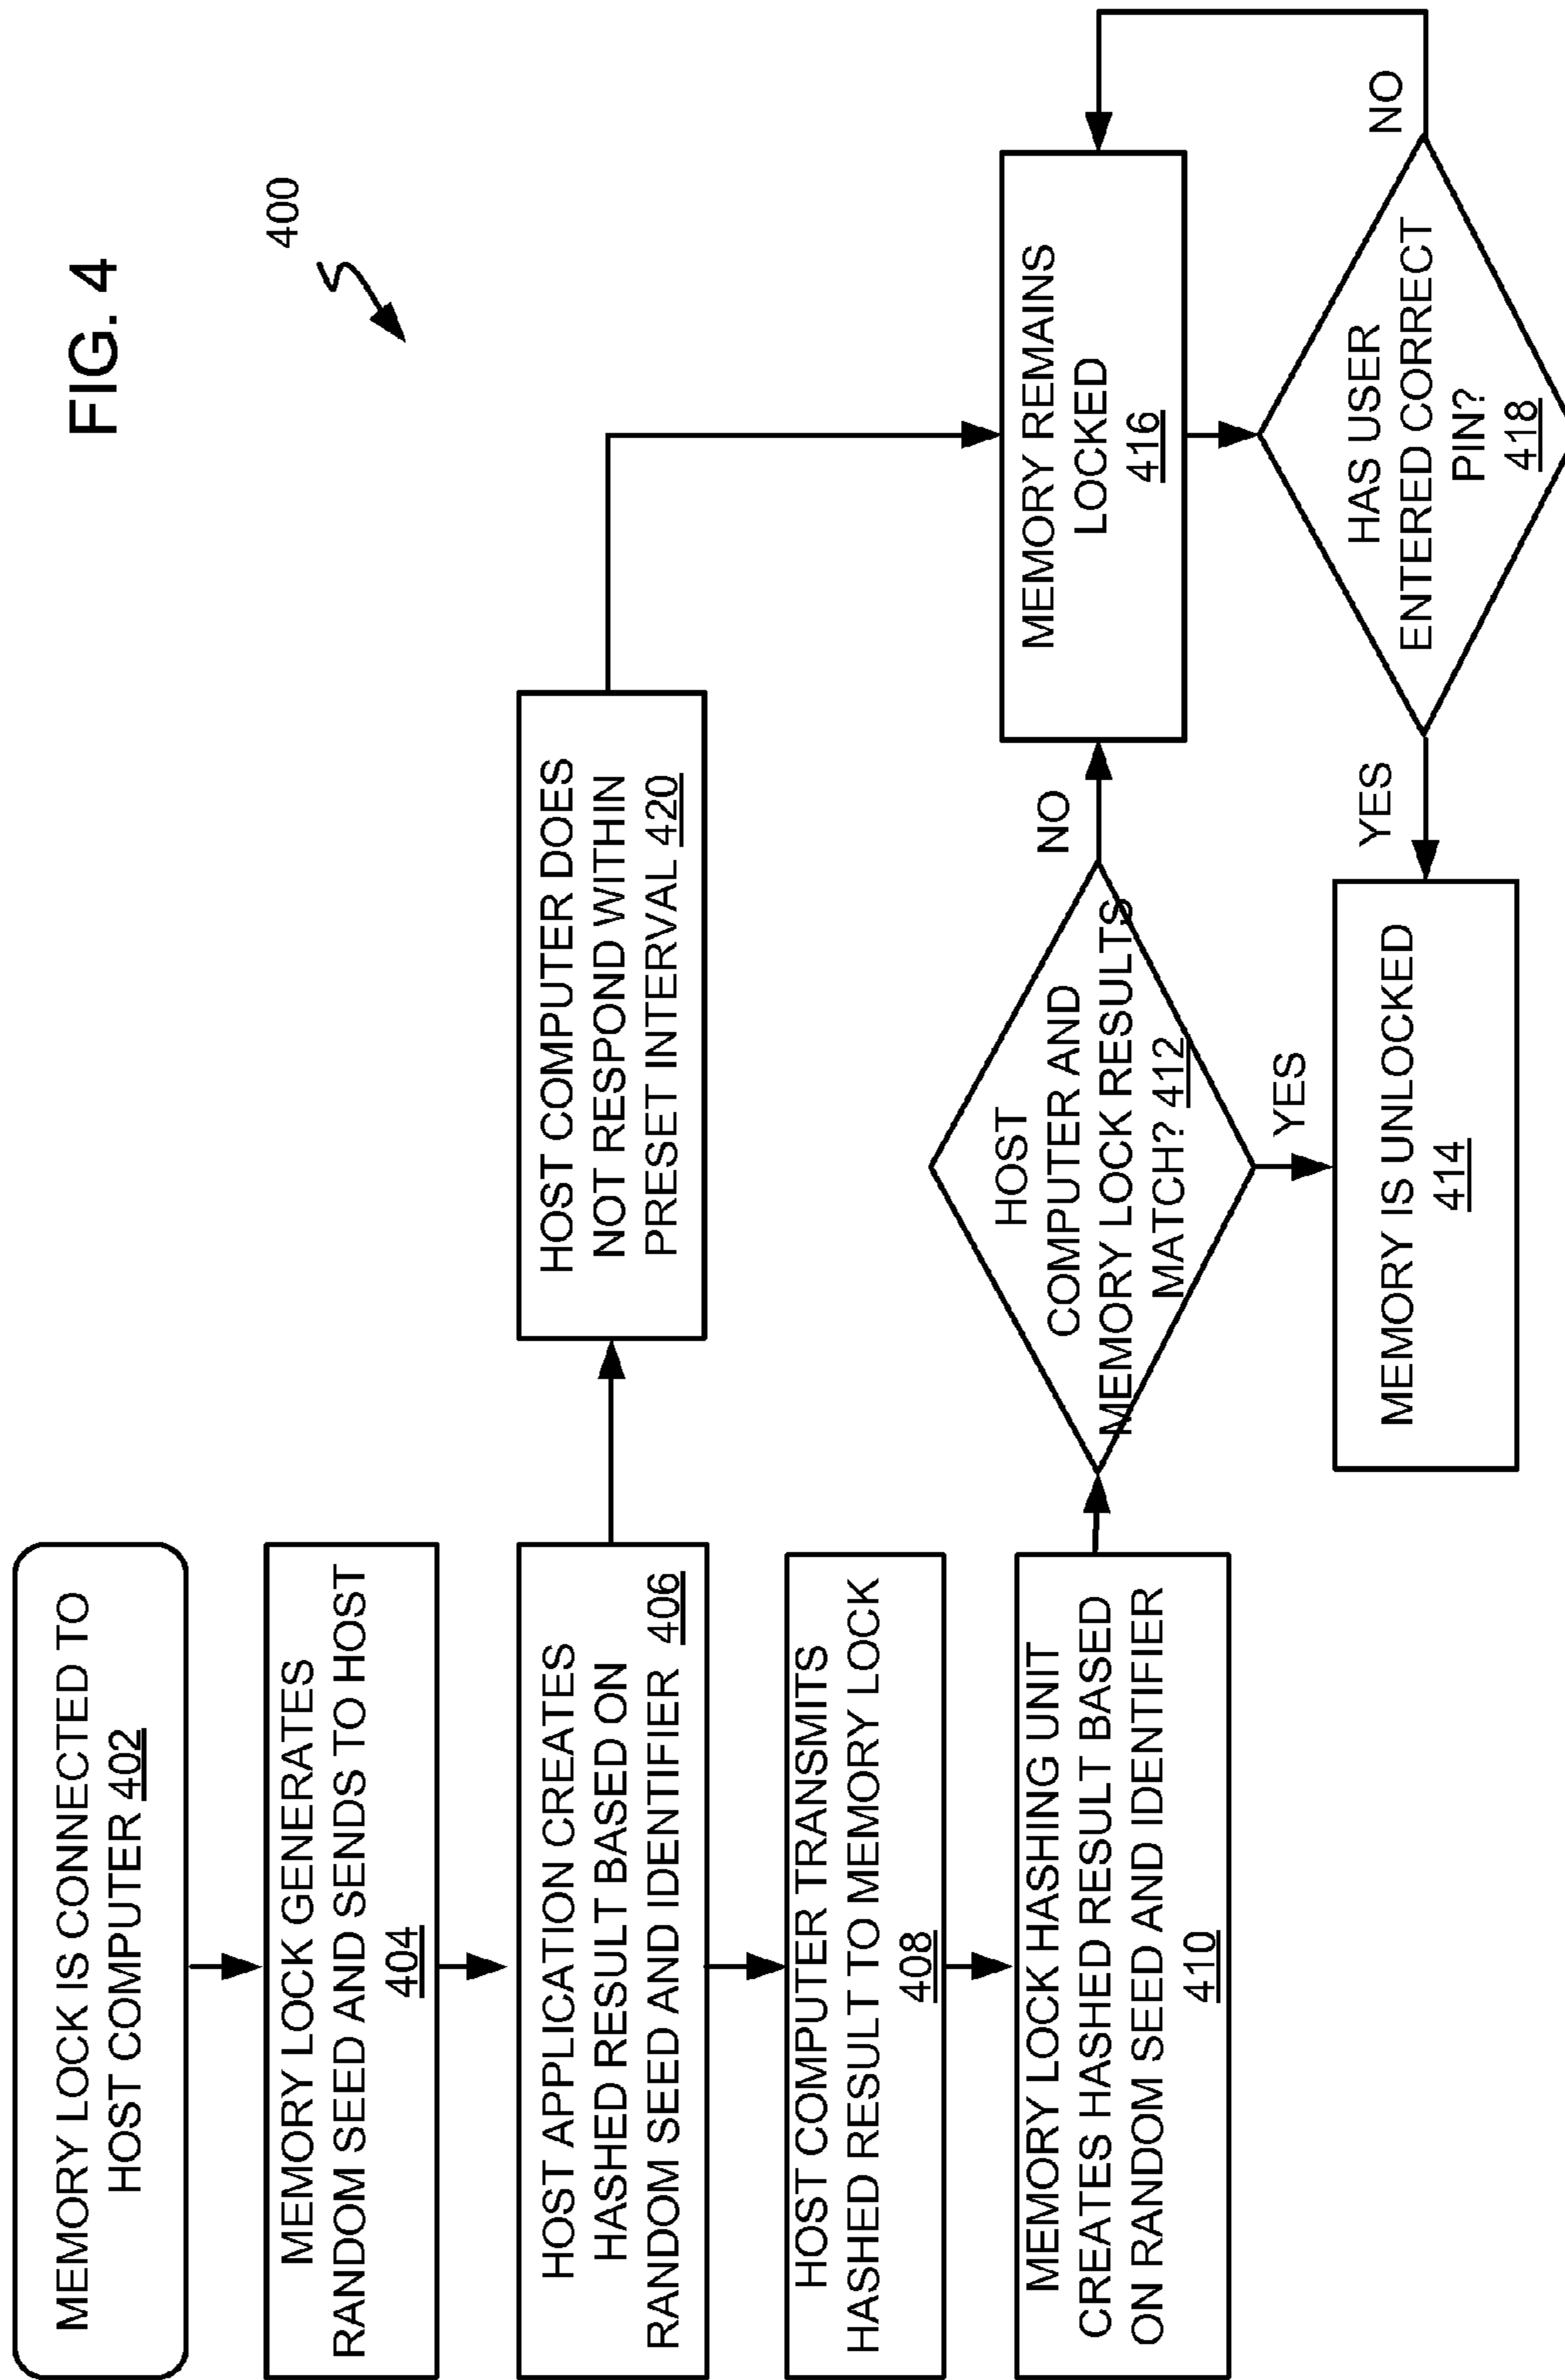 FIG. 4
400
MEMORY LOCK IS CONNECTED TO
HOST COMPUTER 402
MEMORY LOCK GENERATES
RANDOM SEED AND SENDS TO HOST
404
HOST APPLICATION CREATES
HASHED RESULT BASED ON
RANDOM SEED AND IDENTIFIER 406
HOST COMPUTER DOES
NOT RESPOND WITHIN
PRESET INTERVAL 420
HOST COMPUTER TRANSMITS
HASHED RESULT TO MEMORY LOCK
408
MEMORY LOCK HASHING UNIT
CREATES HASHED RESULT BASED
ON RANDOM SEED AND IDENTIFIER
410
HOST
COMPUTER AND
MEMORY LOCK RESULTS
MATCH? 412
NO
YES
MEMORY REMAINS
LOCKED
416
MEMORY IS UNLOCKED
414
HAS USER
ENTERED CORRECT
PIN?
418
YES
NO